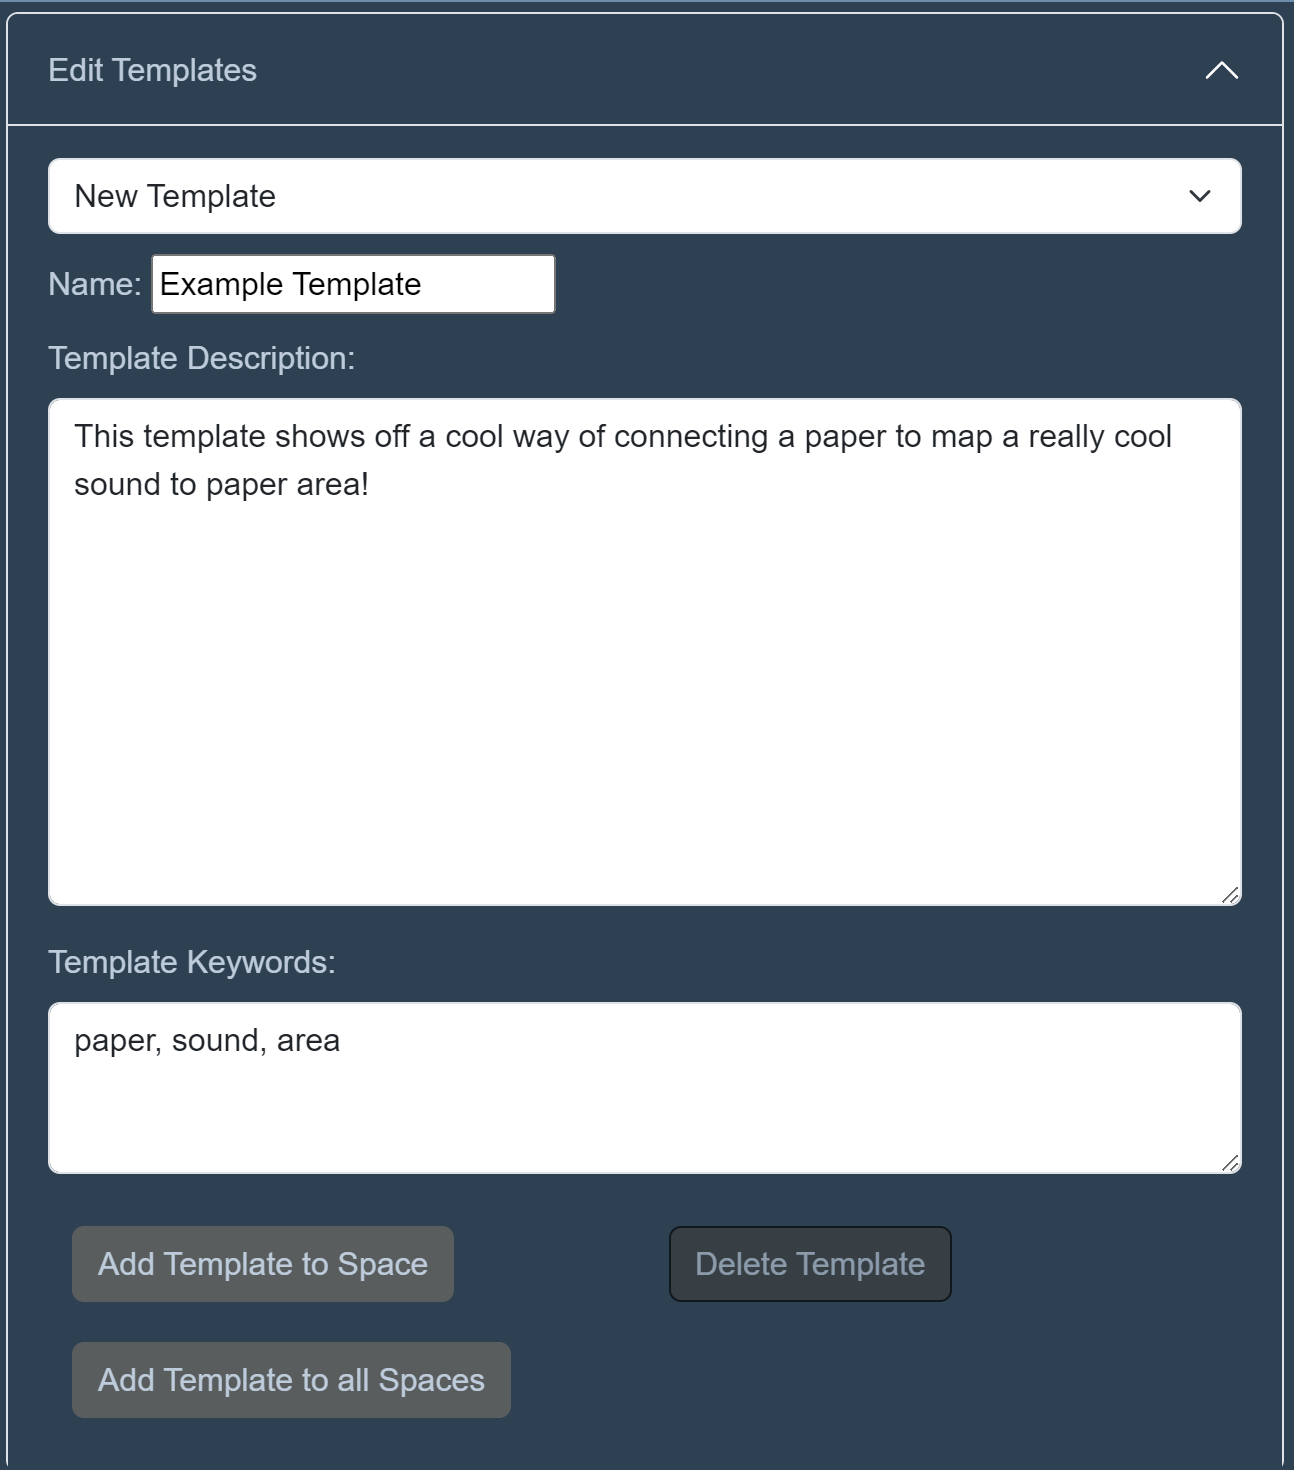 Edit Templates
New Template
Name: Example Template
Template Description:
This template shows off a cool way of connecting a paper to map a really cool
sound to paper area!
Template Keywords:
paper, sound, area
Add Template to Space
Delete Template
Add Template to all Spaces